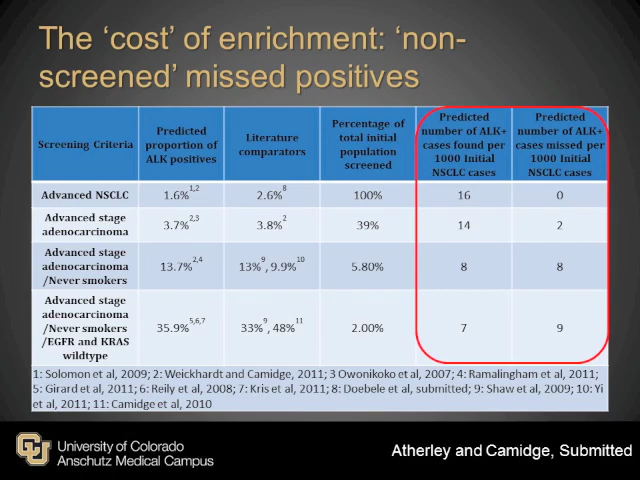 The ‘cost’ of enrichment: ‘non-
screened’ missed positives
Screening Criteria
Predicted
proportion of
ALK positives
Literature
comparators
Percentage of
total initial
population
screened
Predicted
number of ALK+
cases found per
1000 Initial
NSCLC cases
Predicted
number of ALK+
cases missed per
1000 Initial
NSCLC cases
Advanced NSCLC
1.6%1,2
2.6%8
100%
16
0
Advanced stage
adenocarcinoma
3.7%2,3
3.8%2
39%
14
2
Advanced stage
adenocarcinoma
/Never smokers
13.7%2,4
13%9, 9.9%10
5.80%
8
8
Advanced stage
adenocarcinoma
/Never smokers
/EGFR and KRAS
wildtype
35.9%5,6,7
33%9, 48%11
2.00%
7
9
1: Solomon et al, 2009; 2: Weickhardt and Camidge, 2011; 3 Owonikoko et al, 2007; 4: Ramalingham et al, 2011;
5: Girard et al, 2011; 6: Reily et al, 2008; 7: Kris et al, 2011; 8: Doebele et al, submitted; 9: Shaw et al, 2009; 10: Yi
et al, 2011; 11: Camidge et al, 2010
CU
University of Colorado
Anschutz Medical Campus
Atherley and Camidge, Submitted